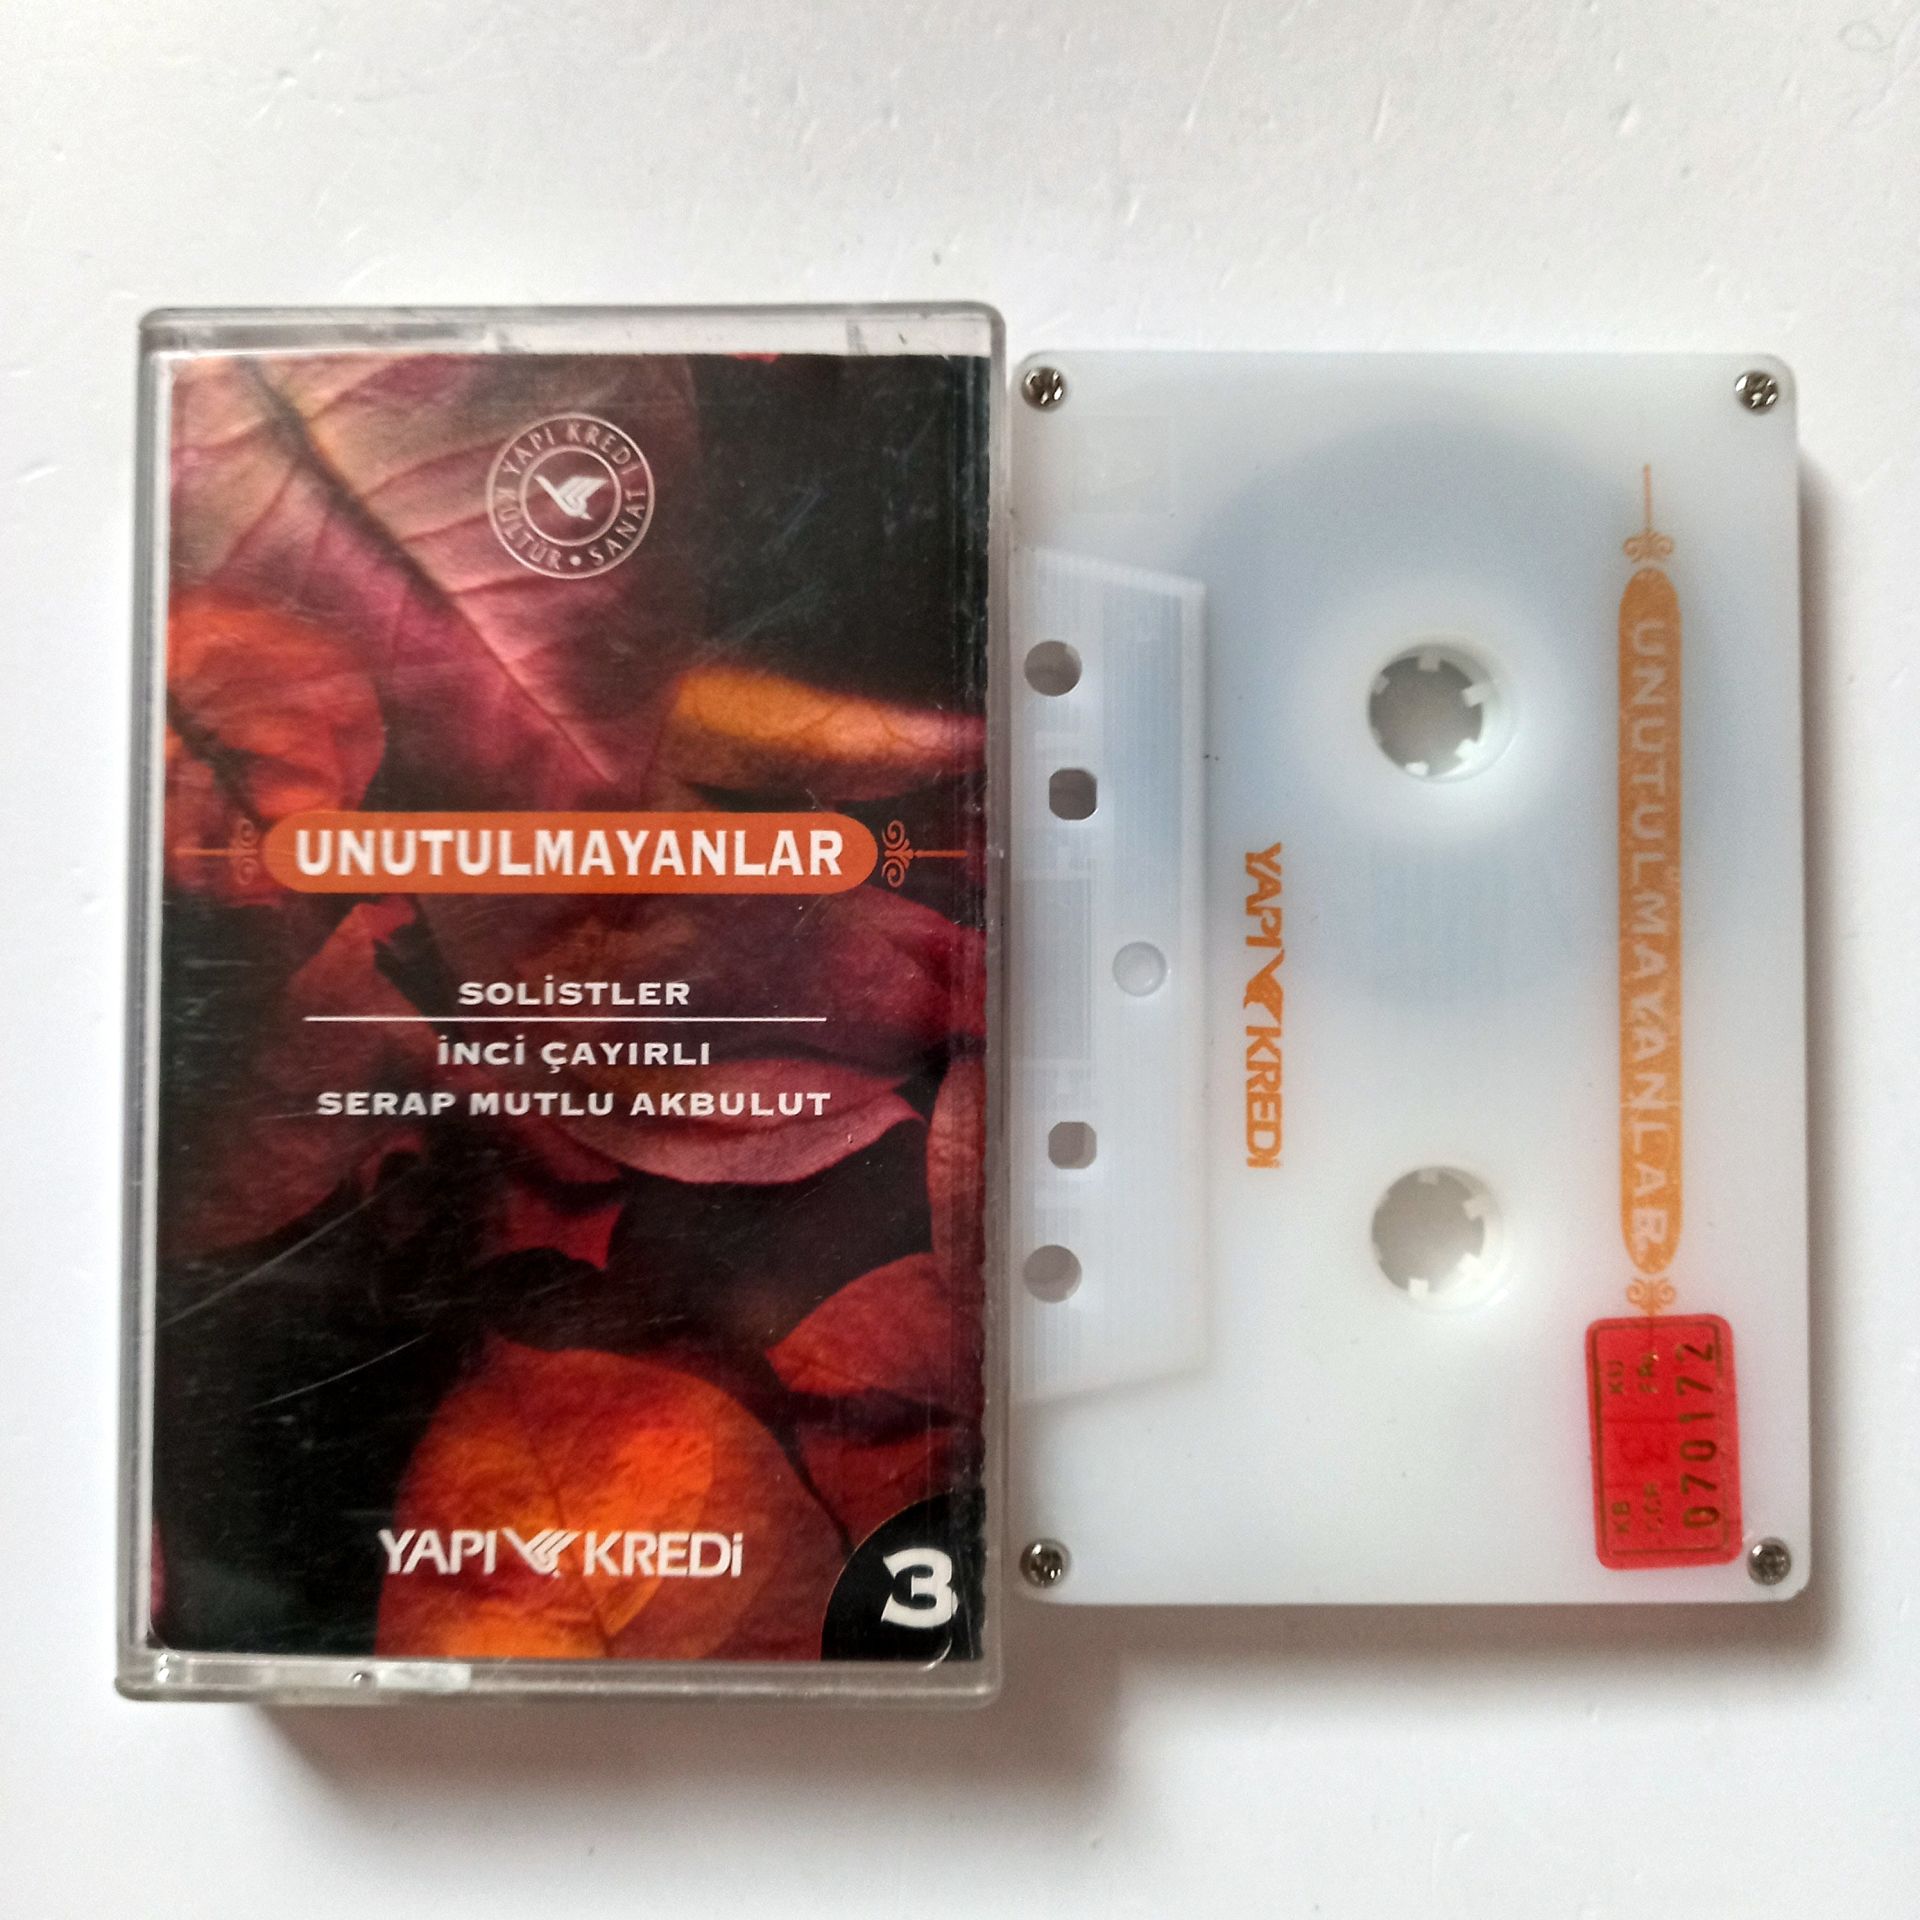 YAPI KREDİ
KÜLTÜR • SANAT
UNUTULMAYANLAR
SOLİSTLER
İNCİ ÇAYIRLI
SERAP MUTLU AKBULUT
YAPI KREDİ
3
YAPI KREDİ
UNUTULMAYANLAR
KB
070172